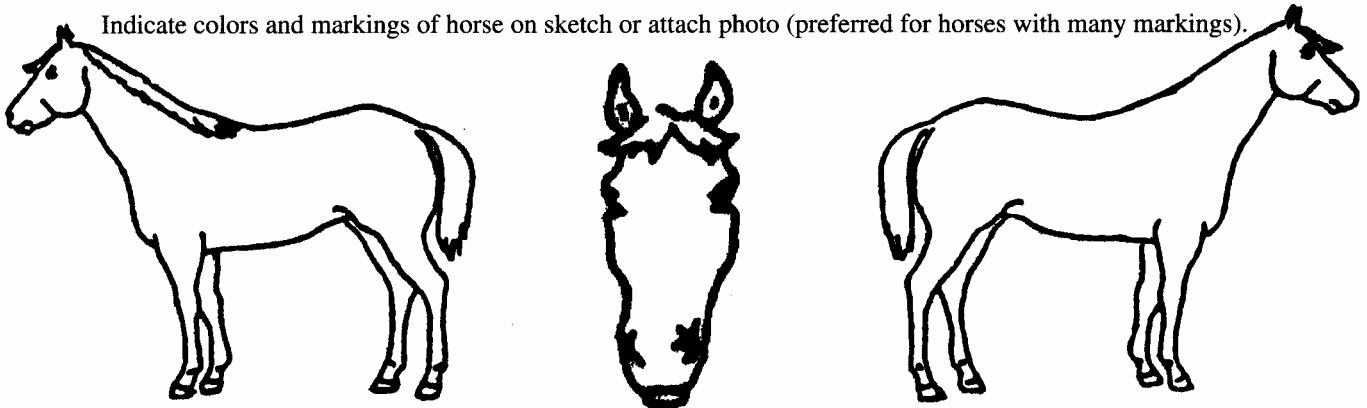 Indicate colors and markings of horse on sketch or attach photo (preferred for horses with many markings).